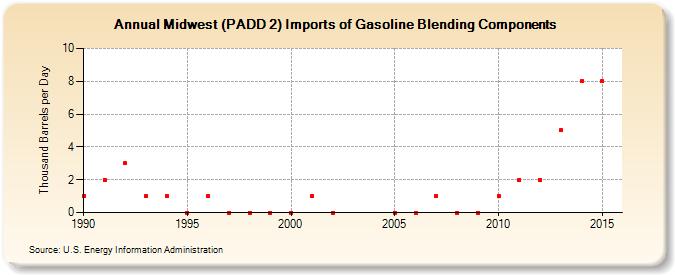 Annual Midwest (PADD 2) Imports of Gasoline Blending Components
Thousand Barrels per Day
10
8
6
4
2
0
1990 1995 2000 2005 2010 2015
Source: U.S. Energy Information Administration